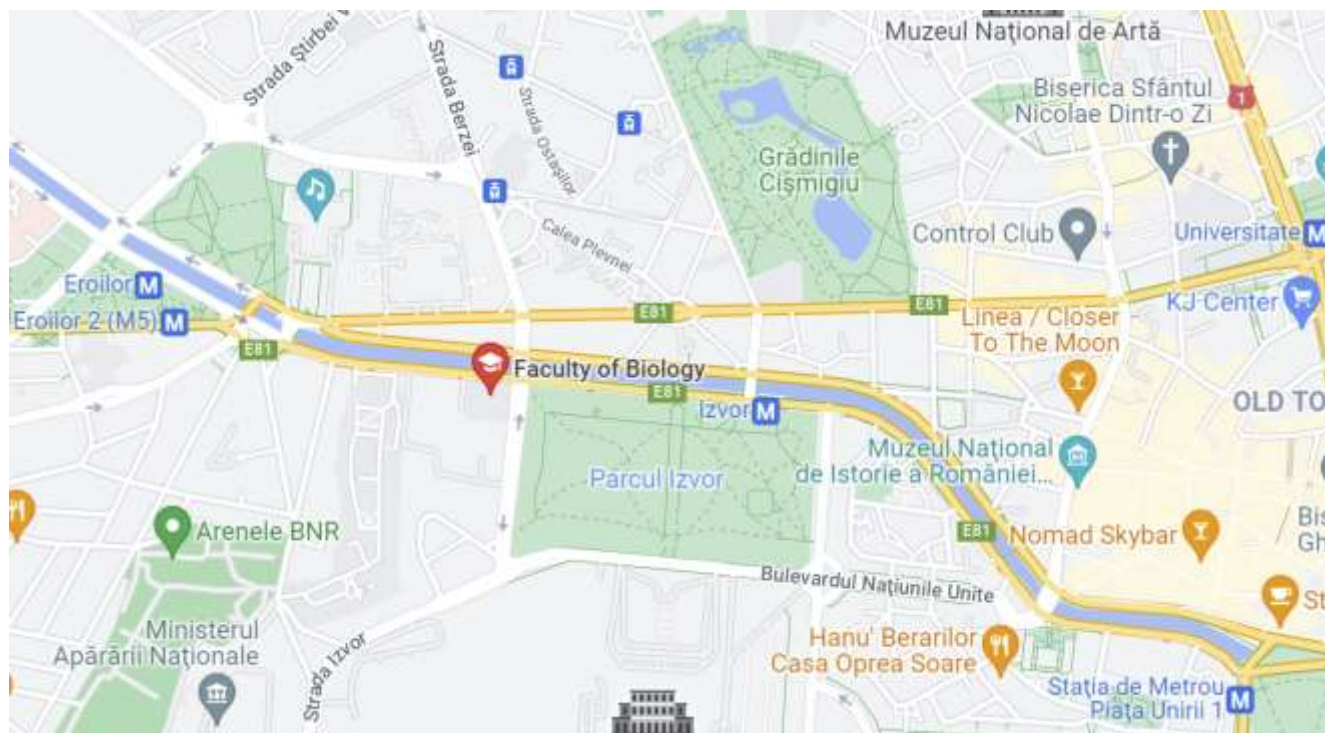 Muzeul Național de Artă
Strada Știrbei V
Strada Berzei
Strada Ostașilor
Biserica Sfântul
Nicolae Dintr-o Zi
1
Grădinile
Cișmigiu
Calea Plevnei
Control Club
Universitate M
Eroilor M
Eroilor 2 (M5) M
KJ Center
E81
E81
E81
Linea / Closer
To The Moon
Faculty of Biology
E81
Izvor M
OLD TO
Muzeul Național
de Istorie a României...
Parcul Izvor
Arenele BNR
E81
Nomad Skybar
Bis
Gh
Bulevardul Națiunile Unite
St
Ministerul
Apărării Naționale
Strada Izvor
Hanu' Berarilor
Casa Oprea Soare
Stația de Metrou
Piața Unirii 1 M